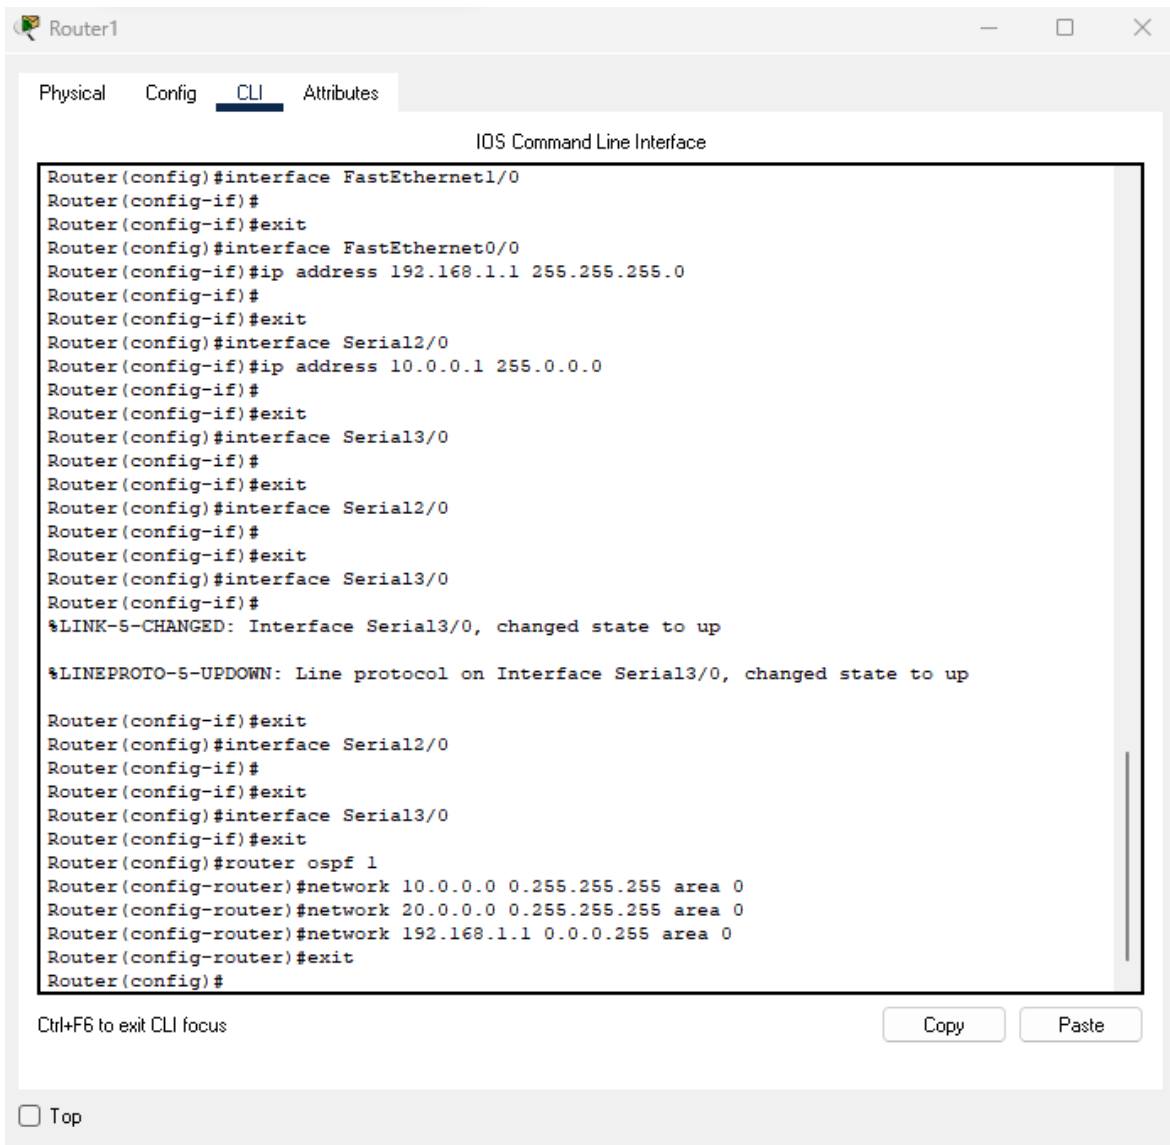 Router1
Physical Config CLI Attributes
IOS Command Line Interface
Router(config)#interface FastEthernet1/0
Router(config-if)#
Router(config-if)#exit
Router(config)#interface FastEthernet0/0
Router(config-if)#ip address 192.168.1.1 255.255.255.0
Router(config-if)#
Router(config-if)#exit
Router(config)#interface Serial2/0
Router(config-if)#ip address 10.0.0.1 255.0.0.0
Router(config-if)#
Router(config-if)#exit
Router(config)#interface Serial3/0
Router(config-if)#
Router(config-if)#exit
Router(config)#interface Serial2/0
Router(config-if)#
Router(config-if)#exit
Router(config)#interface Serial3/0
Router(config-if)#
%LINK-5-CHANGED: Interface Serial3/0, changed state to up
%LINEPROTO-5-UPDOWN: Line protocol on Interface Serial3/0, changed state to up
Router(config-if)#exit
Router(config)#interface Serial2/0
Router(config-if)#
Router(config-if)#exit
Router(config)#interface Serial3/0
Router(config-if)#exit
Router(config)#router ospf 1
Router(config-router)#network 10.0.0.0 0.255.255.255 area 0
Router(config-router)#network 20.0.0.0 0.255.255.255 area 0
Router(config-router)#network 192.168.1.1 0.0.0.255 area 0
Router(config-router)#exit
Router(config)#
Ctrl+F6 to exit CLI focus
Copy Paste
Top